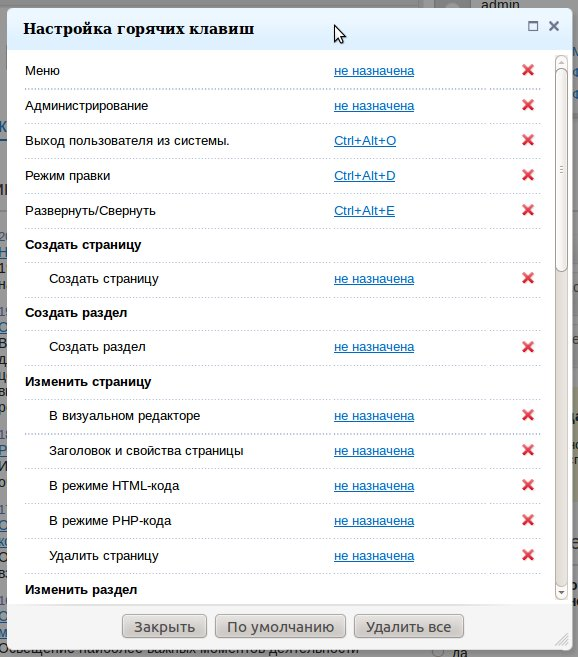 admin
Настройка горячих клавиш
Меню не назначена
Администрирование не назначена
Выход пользователя из системы. Ctrl+Alt+O
Режим правки Ctrl+Alt+D
Развернуть/Свернуть Ctrl+Alt+E
Создать страницу
Создать страницу не назначена
Создать раздел
Создать раздел не назначена
Изменить страницу
В визуальном редакторе не назначена
Заголовок и свойства страницы не назначена
В режиме HTML-кода не назначена
В режиме PHP-кода не назначена
Удалить страницу не назначена
Изменить раздел
Закрыть По умолчанию Удалить все
Освещение наиболее важных моментов деятельности да